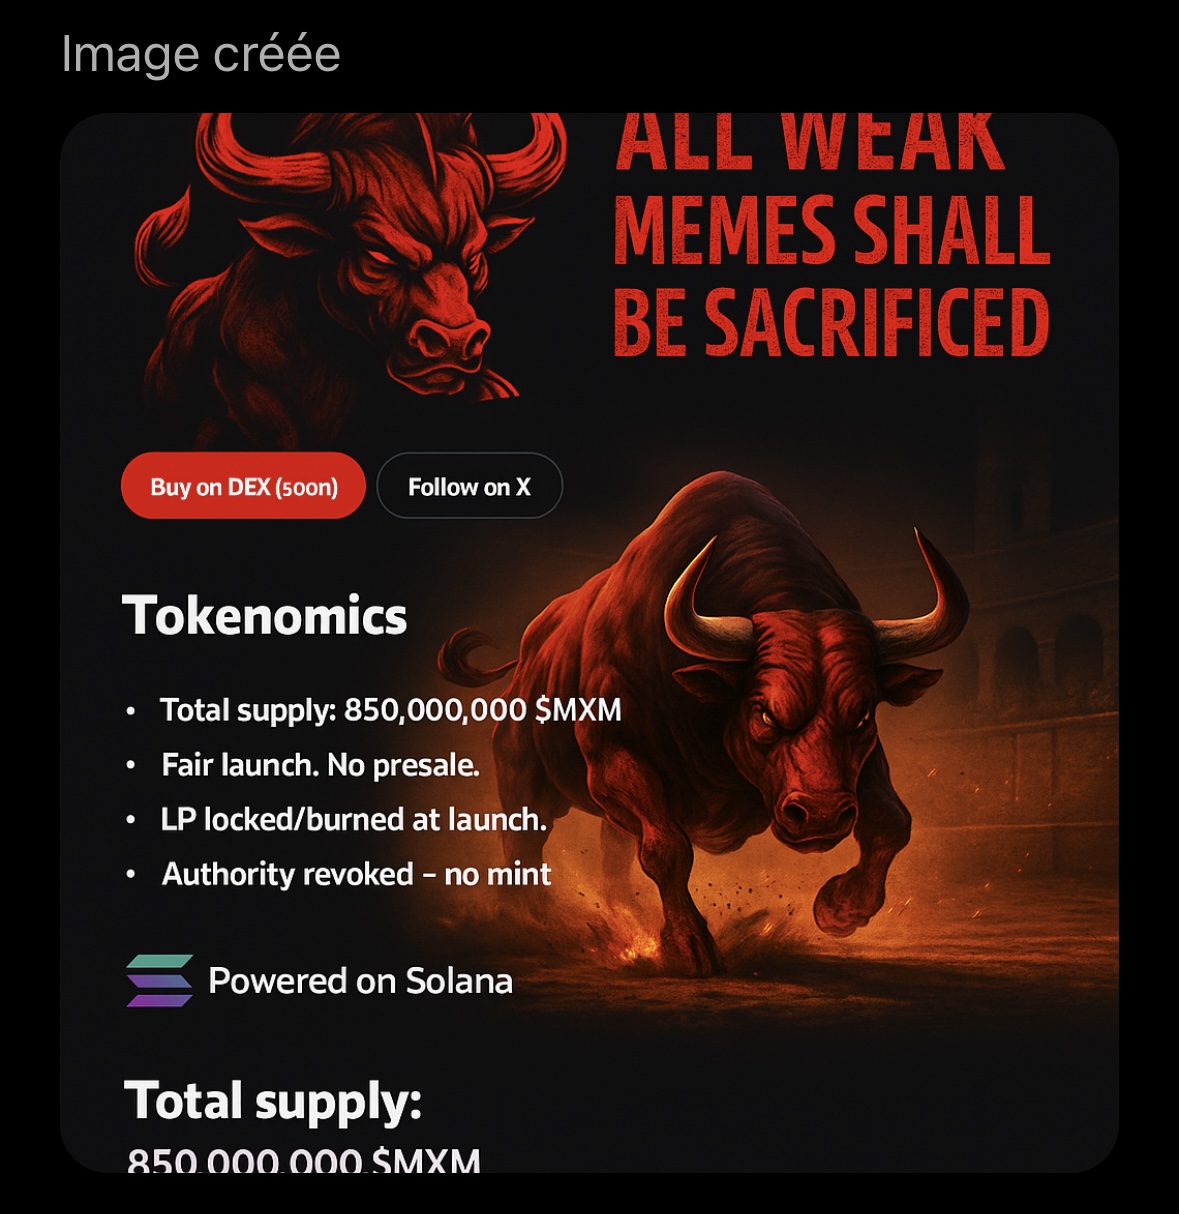 Image créée
ALL WEAK
MEMES SHALL
BE SACRIFICED
Buy on DEX (soon)
Follow on X
Tokenomics
• Total supply: 850,000,000 $MXM
• Fair launch. No presale.
• LP locked/burned at launch.
• Authority revoked – no mint
Powered on Solana
Total supply:
850.000.000.$MXM